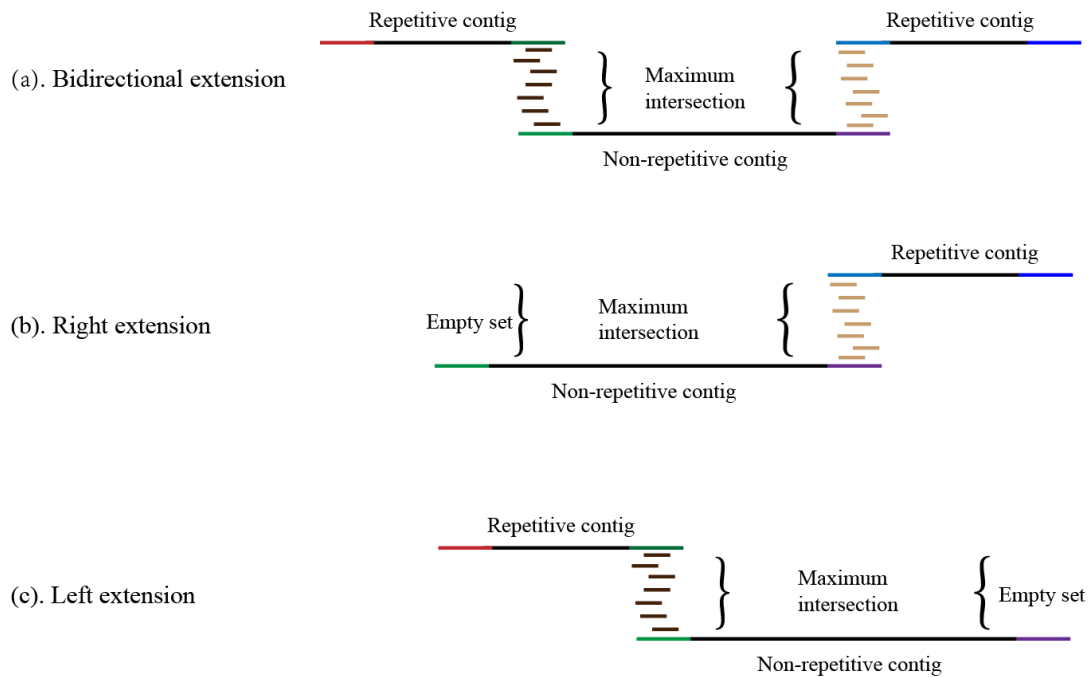 Repetitive contig
Repetitive contig
(a). Bidirectional extension
Maximum
intersection
Non-repetitive contig
Repetitive contig
(b). Right extension
Empty set
Maximum
intersection
Non-repetitive contig
Repetitive contig
(c). Left extension
Maximum
intersection
Empty set
Non-repetitive contig